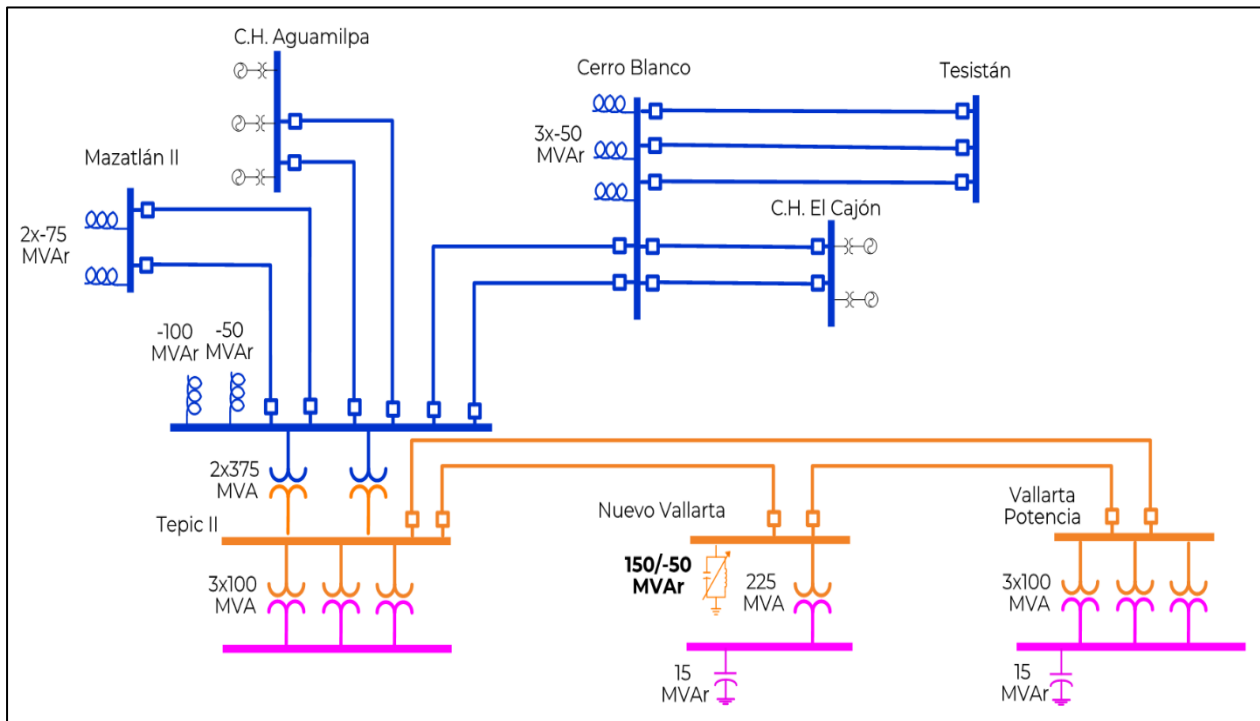 C.H. Aguamilpa
Cerro Blanco
Tesistán
3x-50
MVAr
Mazatlán II
C.H. El Cajón
2x-75
MVAr
-100
MVAr
-50
MVAr
2x375
MVA
Tepic II
Nuevo Vallarta
Vallarta
Potencia
3x100
MVA
150/-50
MVAr
225
MVA
3x100
MVA
15
MVAr
15
MVAr